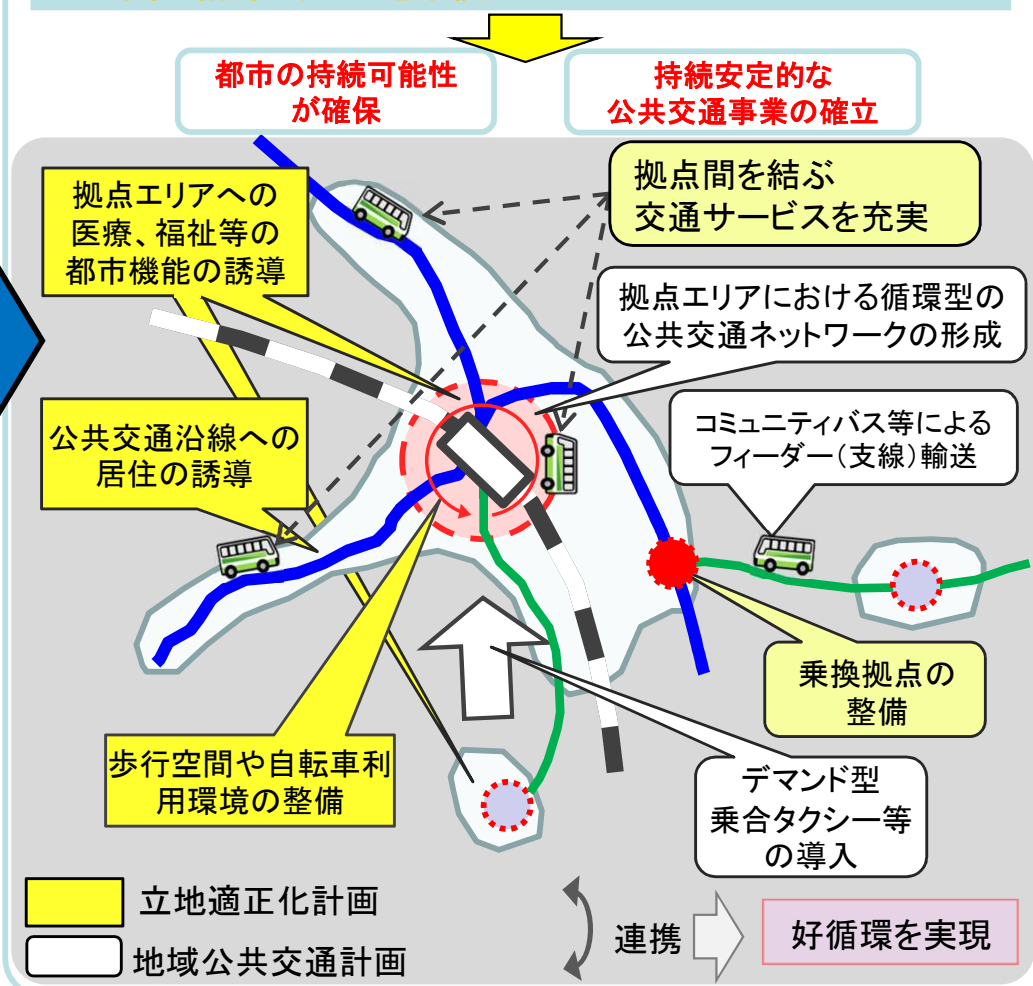 都市の持続可能性
が確保
持続安定的な
公共交通事業の確立
拠点エリアへの
医療、福祉等の
都市機能の誘導
拠点間を結ぶ
交通サービスを充実
拠点エリアにおける循環型の
公共交通ネットワークの形成
公共交通沿線への
居住の誘導
コミュニティバス等による
フィーダー(支線)輸送
乗換拠点の
整備
歩行空間や自転車利
用環境の整備
デマンド型
乗合タクシー等
の導入
立地適正化計画
地域公共交通計画
連携
好循環を実現